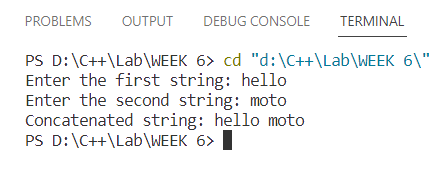 PROBLEMS OUTPUT DEBUG CONSOLE TERMINAL
PS D:\C++\Lab\WEEK 6> cd "d:\C++\Lab\WEEK 6\"
Enter the first string: hello
Enter the second string: moto
Concatenated string: hello moto
PS D:\C++\Lab\WEEK 6>